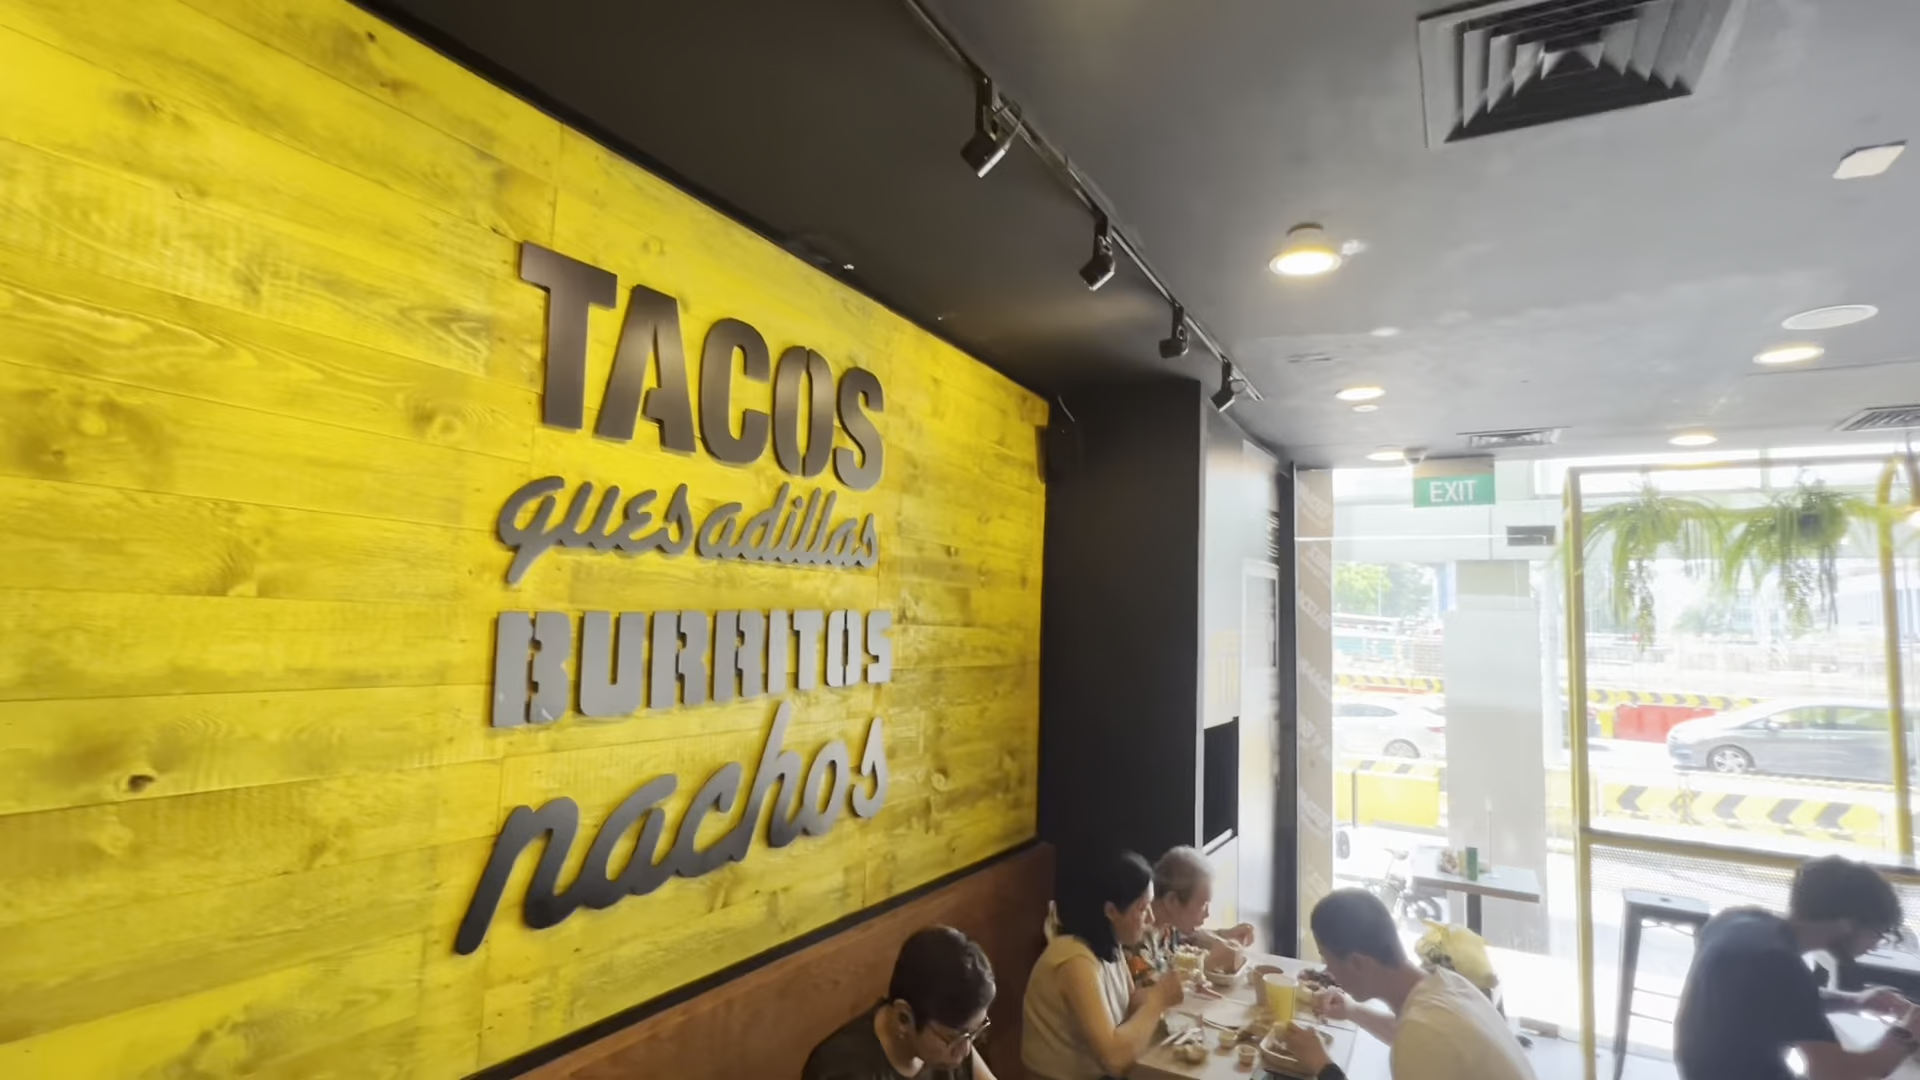 TACOS
quesadillas
BURRITOS
nachos
EXIT